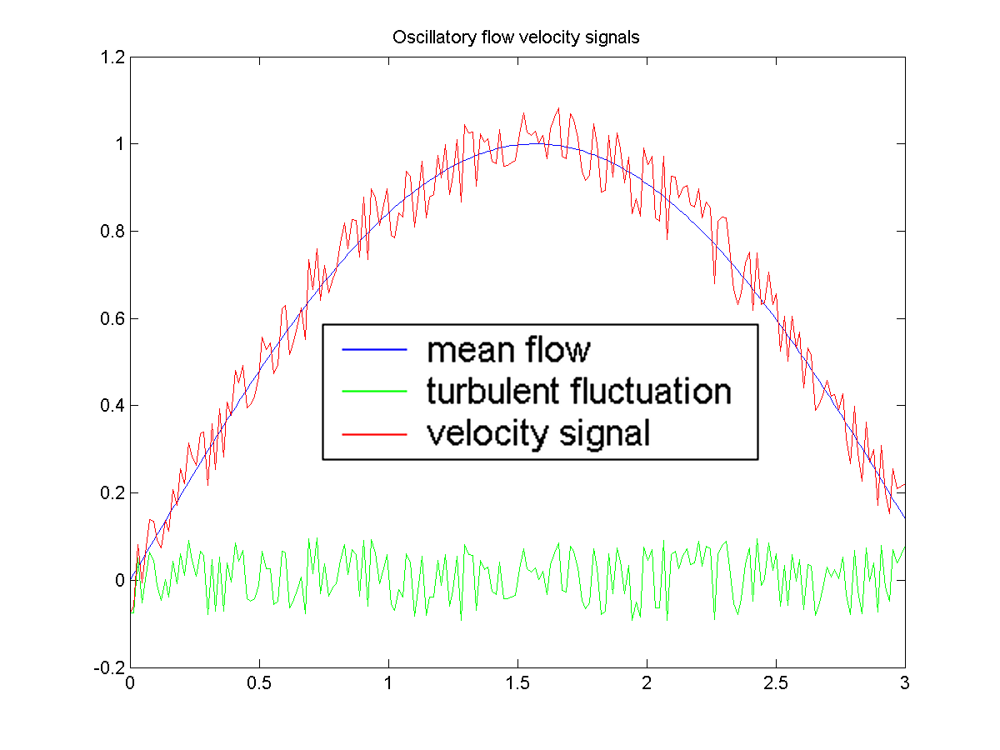 Oscillatory flow velocity signals
1.2
1
0.8
0.6
0.4
0.2
0
-0.2
mean flow
turbulent fluctuation
velocity signal
0 0.5 1 1.5 2 2.5 3